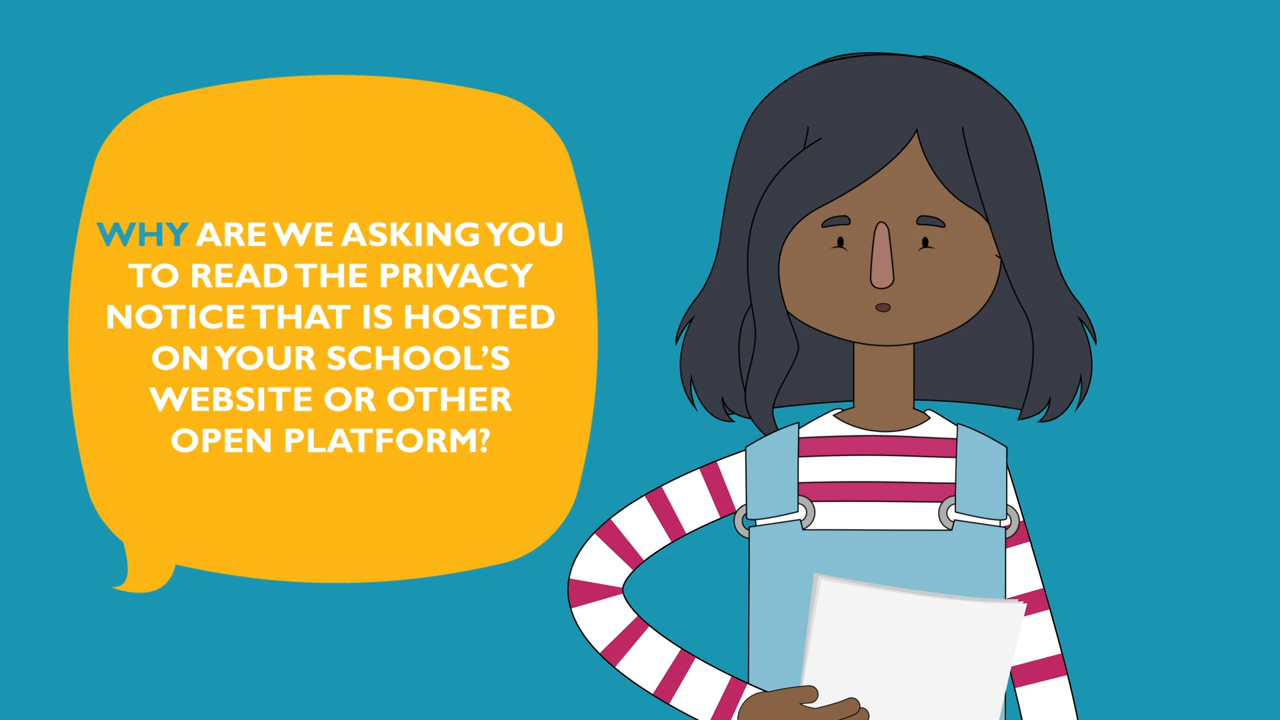 WHY ARE WE ASKING YOU
TO READ THE PRIVACY
NOTICE THAT IS HOSTED
ON YOUR SCHOOL’S
WEBSITE OR OTHER
OPEN PLATFORM?